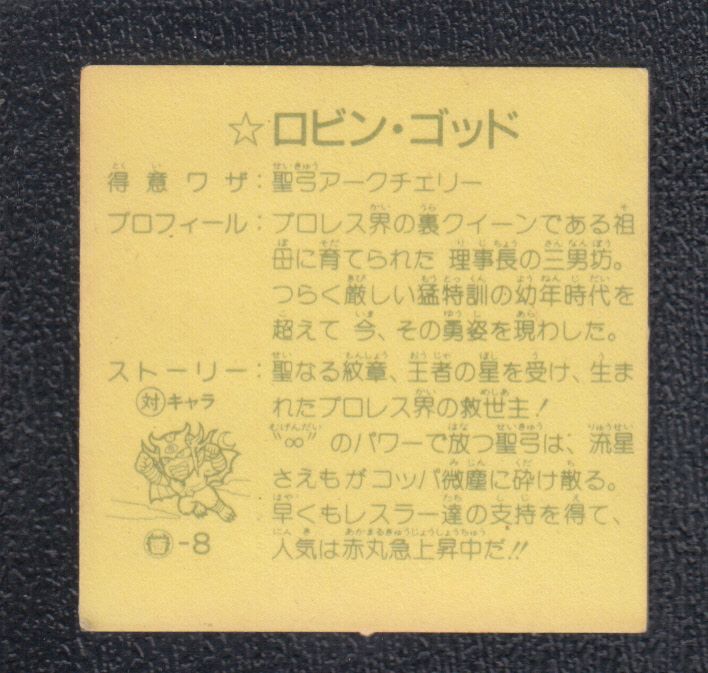 ☆ロビン・ゴッド
得意ワザ：聖弓アークチェリー
プロフィール：プロレス界の裏クイーンである祖
母に育てられた 理事長の三男坊。
つらく厳しい猛特訓の幼年時代を
超えて 今、その勇姿を現わした。
ストーリー：聖なる紋章、王者の星を受け、生ま
れたプロレス界の救世主！
〝∞〟のパワーで放つ聖弓は、流星
さえもがコッパ微塵に砕け散る。
早くもレスラー達の支持を得て、
人気は赤丸急上昇中だ!!
対キャラ
-8